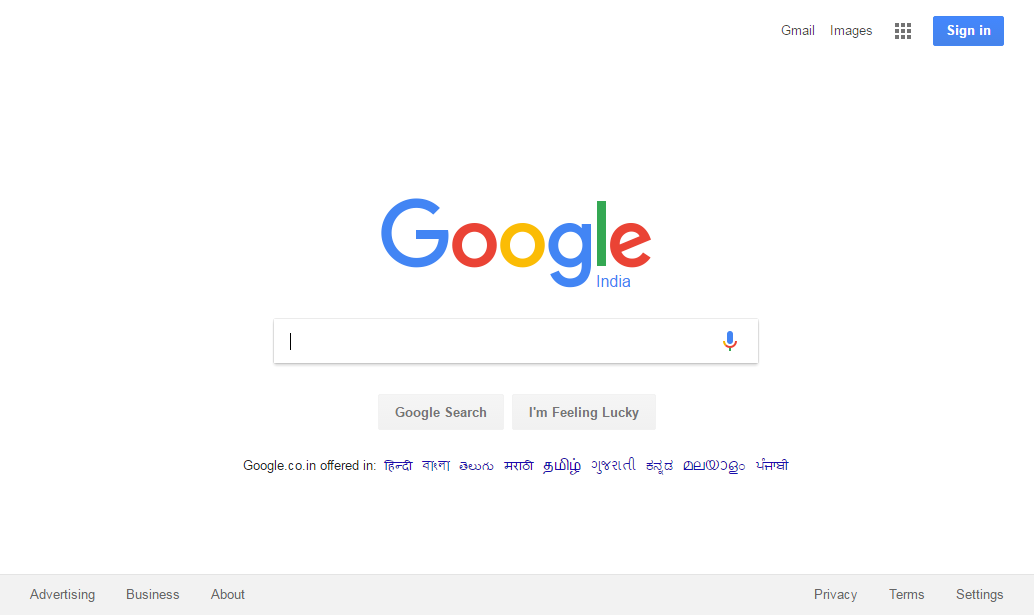 Gmail Images Sign in
Google
India
Google Search I'm Feeling Lucky
Google.co.in offered in: हिन्दी বাংলা తెలుగు मराठी தமிழ் ગુજરાતી ಕನ್ನಡ മലയാളം ਪੰਜਾਬੀ
Advertising Business About Privacy Terms Settings